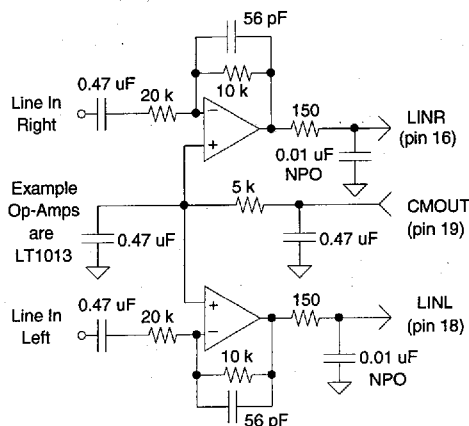 56 pF
0.47 uF
20 k
10 k
Line In
Right
−
+
150
LINR
(pin 16)
0.01 uF
NPO
Example
Op-Amps
are
LT1013
5 k
CMOUT
(pin 19)
0.47 uF
0.47 uF
0.47 uF
20 k
Line In
Left
+
−
150
LINL
(pin 18)
10 k
0.01 uF
NPO
56 pF